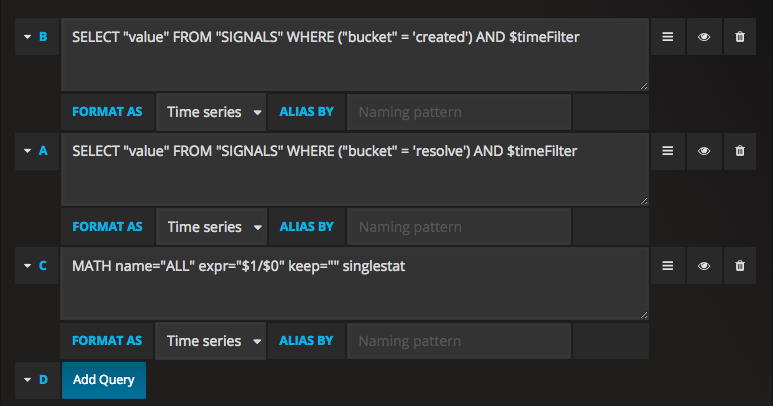 B SELECT "value" FROM "SIGNALS" WHERE ("bucket" = 'created') AND $timeFilter
FORMAT AS Time series ALIAS BY Naming pattern
A SELECT "value" FROM "SIGNALS" WHERE ("bucket" = 'resolve') AND $timeFilter
FORMAT AS Time series ALIAS BY Naming pattern
C MATH name="ALL" expr="$1/$0" keep="" singlestat
FORMAT AS Time series ALIAS BY Naming pattern
D Add Query